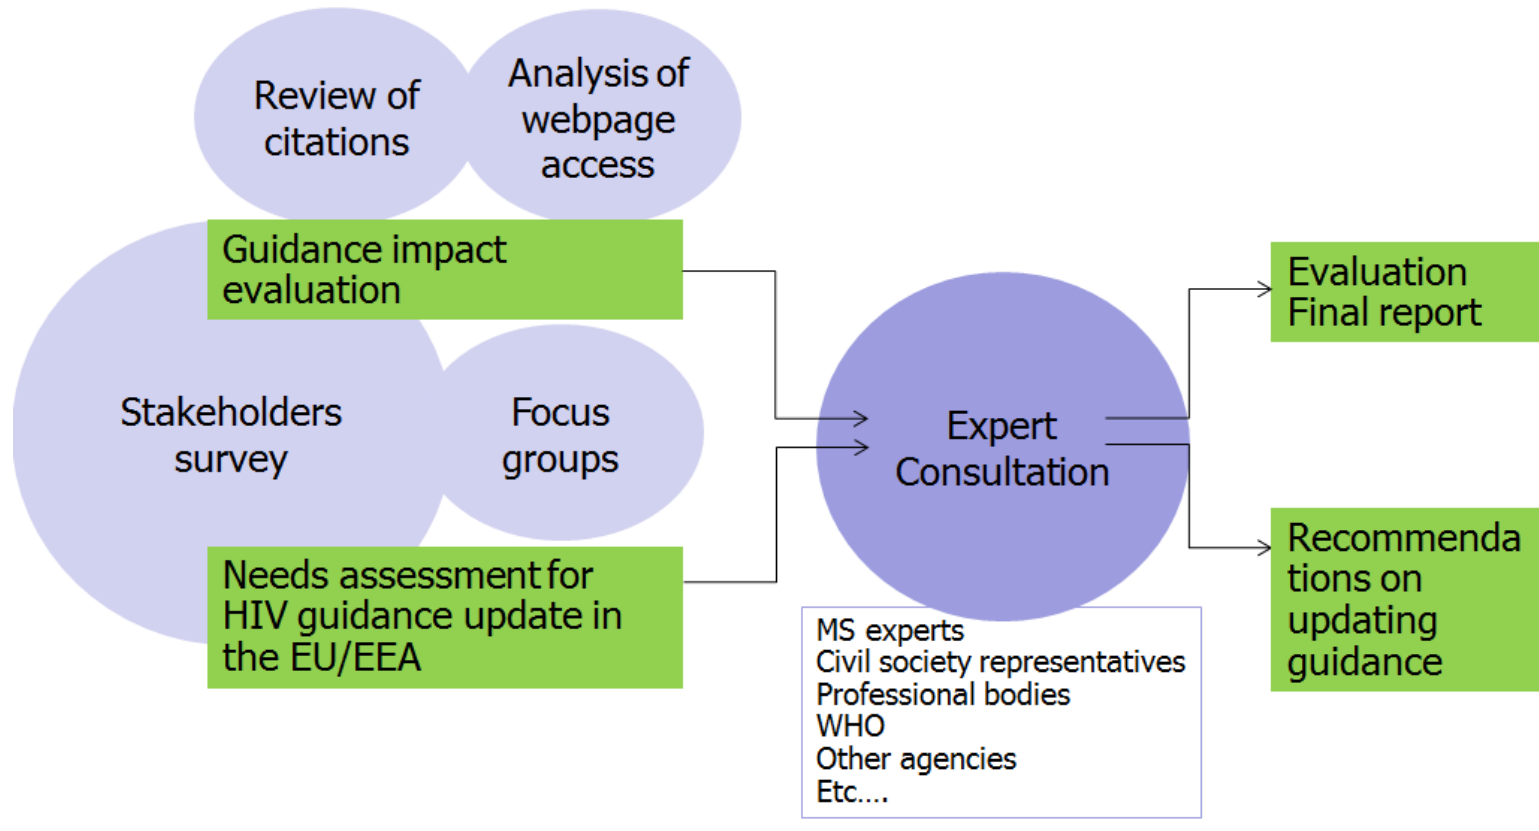 Review of
citations
Analysis of
webpage
access
Guidance impact
evaluation
Stakeholders
survey
Focus
groups
Needs assessment for
HIV guidance update in
the EU/EEA
Expert
Consultation
MS experts
Civil society representatives
Professional bodies
WHO
Other agencies
Etc….
Evaluation
Final report
Recommenda
tions on
updating
guidance